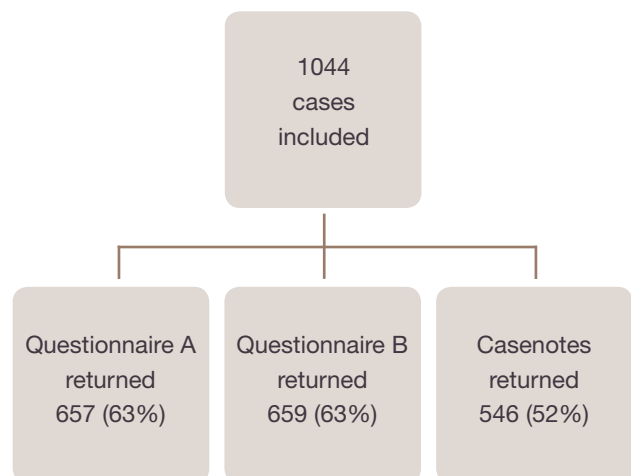 1044
cases
included
Questionnaire A
returned
657 (63%)
Questionnaire B
returned
659 (63%)
Casenotes
returned
546 (52%)